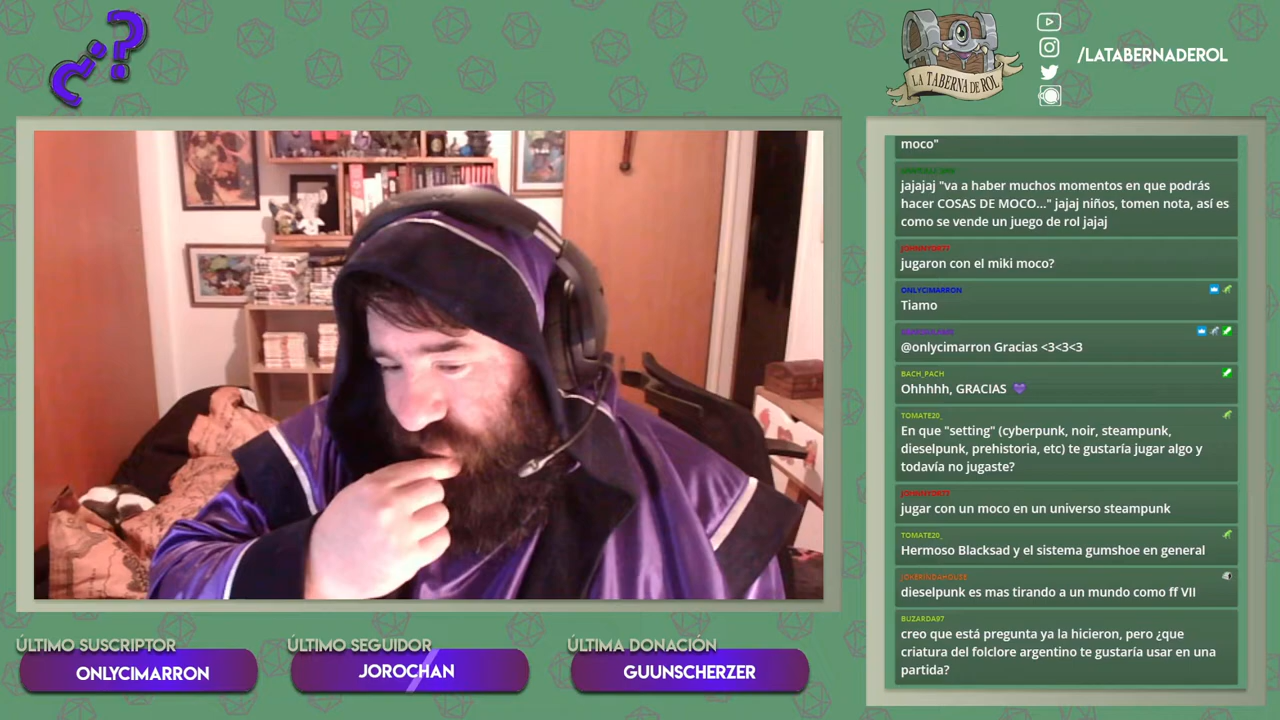 ¿?
LA TABERNA DE ROL
/LATABERNADEROL
moco"
jajajaj "va a haber muchos momentos en que podrás
hacer COSAS DE MOCO..." jajaj niños, tomen nota, así es
como se vende un juego de rol jajaj
jugaron con el miki moco?
ONLYCIMARRON
Tiamo
@onlycimarron Gracias <3<3<3
BACH_PACH
Ohhhhh, GRACIAS 💜
TOMATE20_
En que "setting" (cyberpunk, noir, steampunk,
dieselpunk, prehistoria, etc) te gustaría jugar algo y
todavía no jugaste?
jugar con un moco en un universo steampunk
TOMATE20_
Hermoso Blacksad y el sistema gumshoe en general
JOKERINDAHOUSE
dieselpunk es mas tirando a un mundo como ff VII
BUZARDA97
creo que está pregunta ya la hicieron, pero ¿que
criatura del folclore argentino te gustaría usar en una
partida?
ÚLTIMO SUSCRIPTOR
ONLYCIMARRON
ÚLTIMO SEGUIDOR
JOROCHAN
ÚLTIMA DONACIÓN
GUUNSCHERZER